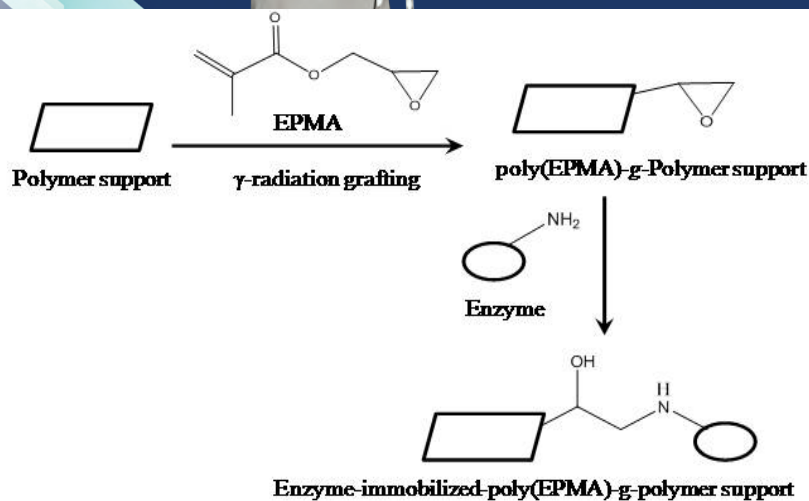 O
O
O
EPMA
Polymer support
γ-radiation grafting
O
poly(EPMA)-g-Polymer support
NH2
Enzyme
OH
H
N
Enzyme-immobilized-poly(EPMA)-g-polymer support